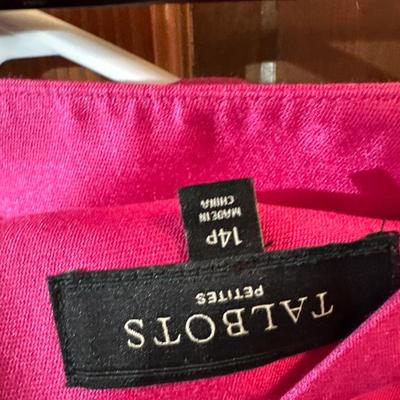 TALBOTS
PETITES
14P
MADE IN
CHINA